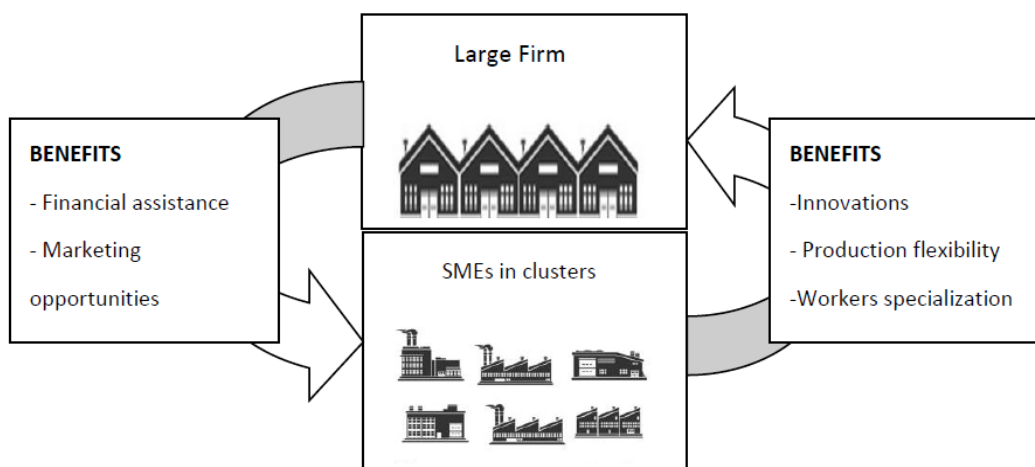 Large Firm
BENEFITS
- Financial assistance
- Marketing
opportunities
BENEFITS
-Innovations
- Production flexibility
-Workers specialization
SMEs in clusters